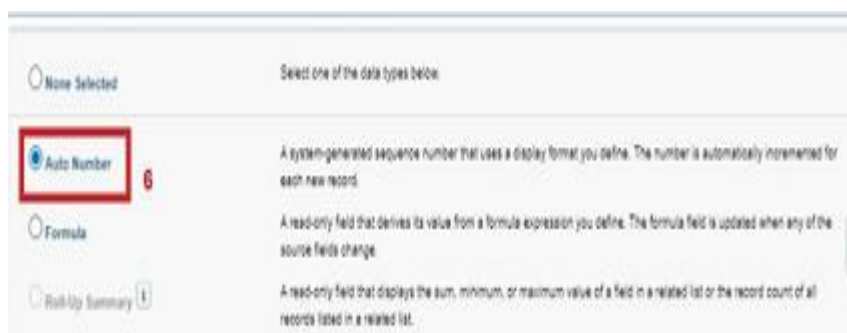 None Selected
Select one of the data types below.
Auto Number
6
A system-generated sequence number that uses a display format you define. The number is automatically incremented for
each new record.
Formula
A read-only field that derives its value from a formula expression you define. The formula field is updated when any of the
source fields change.
Roll-Up Summary
A read-only field that displays the sum, minimum, or maximum value of a field in a related list or the record count of all
records listed in a related list.